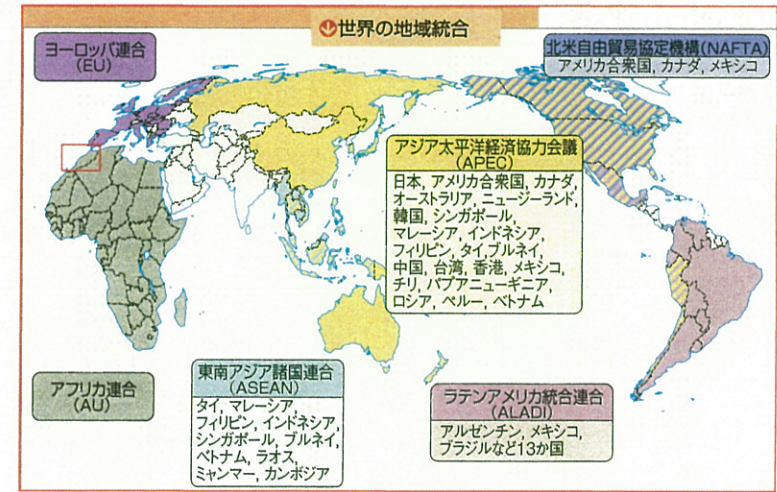 世界の地域統合
ヨーロッパ連合
(EU)
北米自由貿易協定機構(NAFTA)
アメリカ合衆国, カナダ, メキシコ
アジア太平洋経済協力会議
(APEC)
日本, アメリカ合衆国, カナダ,
オーストラリア, ニュージーランド,
韓国, シンガポール,
マレーシア, インドネシア,
フィリピン, タイ,ブルネイ,
中国, 台湾, 香港, メキシコ,
チリ, パプアニューギニア,
ロシア, ペルー, ベトナム
アフリカ連合
(AU)
東南アジア諸国連合
(ASEAN)
タイ, マレーシア,
フィリピン, インドネシア,
シンガポール, ブルネイ,
ベトナム, ラオス,
ミャンマー, カンボジア
ラテンアメリカ統合連合
(ALADI)
アルゼンチン, メキシコ,
ブラジルなど13か国